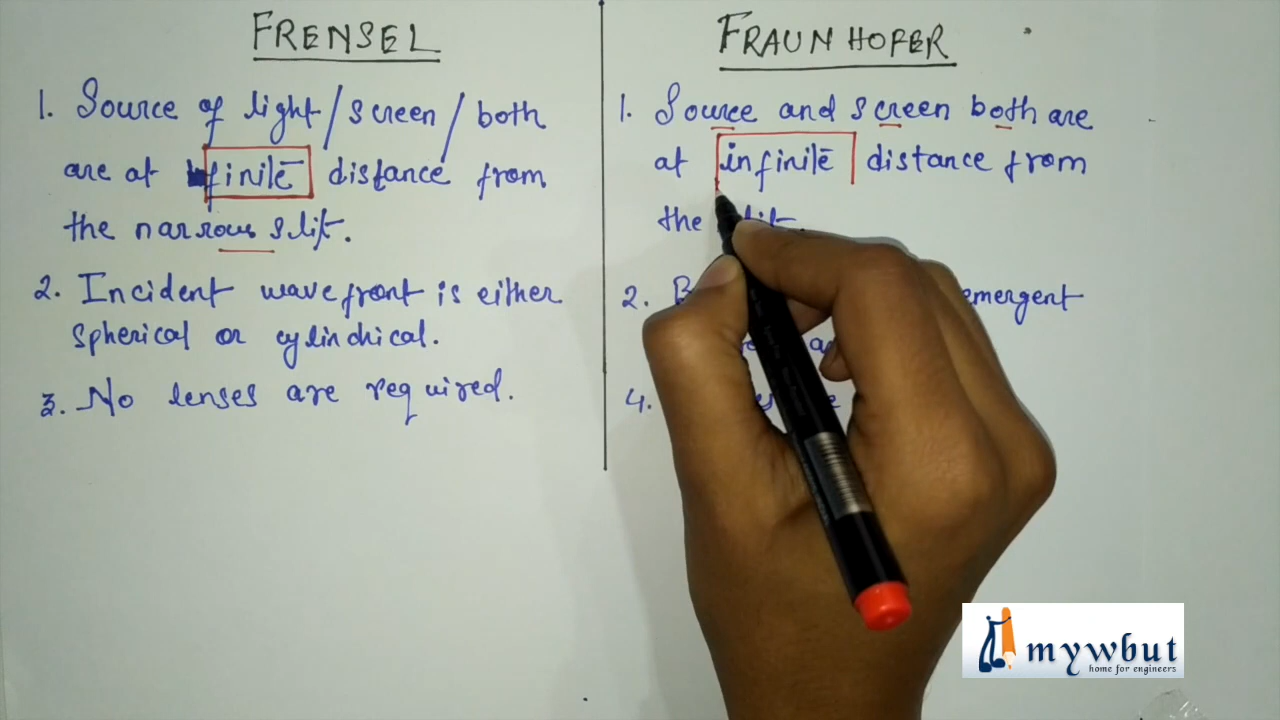 FRENSEL
1. Source of light/screen/both
are at finite distance from
the narrow slit.
2. Incident wavefront is either
spherical or cylindrical.
3. No lenses are required.
FRAUNHOFER
1. Source and screen both are
at infinite distance from
the slit.
2. emergent
4.
mywbut
home for engineers